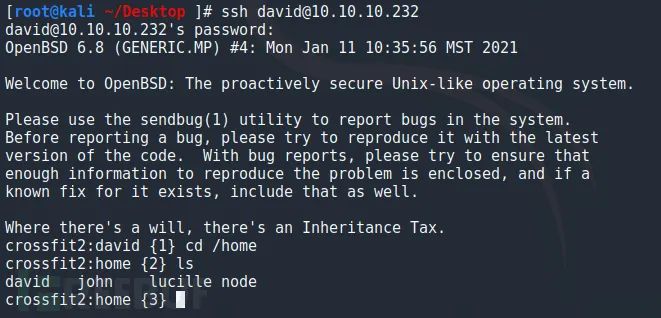 [root@kali ~/Desktop ]# ssh david@10.10.10.232
david@10.10.10.232's password:
OpenBSD 6.8 (GENERIC.MP) #4: Mon Jan 11 10:35:56 MST 2021
Welcome to OpenBSD: The proactively secure Unix-like operating system.
Please use the sendbug(1) utility to report bugs in the system.
Before reporting a bug, please try to reproduce it with the latest
version of the code.  With bug reports, please try to ensure that
enough information to reproduce the problem is enclosed, and if a
known fix for it exists, include that as well.
Where there's a will, there's an Inheritance Tax.
crossfit2:david {1} cd /home
crossfit2:home {2} ls
david   john    lucille node
crossfit2:home {3}